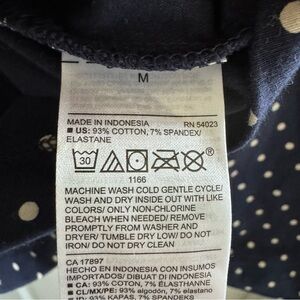 M
MADE IN INDONESIA RN 54023
■ US: 93% COTTON, 7% SPANDEX/
ELASTANE
30
1166
MACHINE WASH COLD GENTLE CYCLE/
WASH AND DRY INSIDE OUT WITH LIKE
COLORS/ ONLY NON-CHLORINE
BLEACH WHEN NEEDED/ REMOVE
PROMPTLY FROM WASHER AND
DRYER/ TUMBLE DRY LOW/ DO NOT
IRON/ DO NOT DRY CLEAN
CA 17897
HECHO EN INDONESIA CON INSUMOS
IMPORTADOS/ DIBUAT DI INDONESIA
■ CA: 93% COTON, 7% ÉLASTHANNE
■ CL/MX/PE: 93% algodón, 7% elastano
■ ID: 93% KAPAS, 7% SPANDEKS